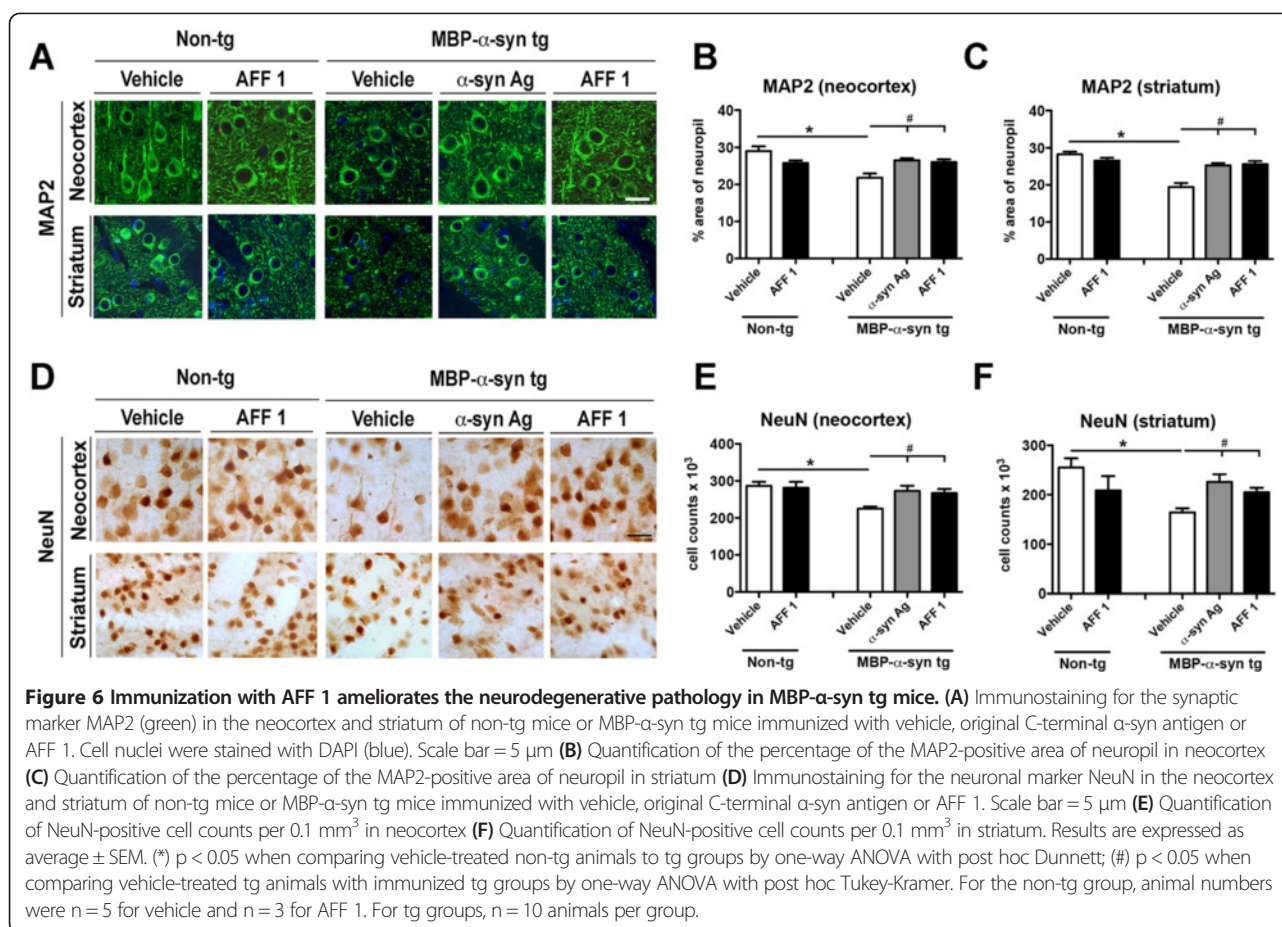 A
Non-tg
MBP-α-syn tg
Vehicle
AFF 1
Vehicle
α-syn Ag
AFF 1
MAP2
Neocortex
Striatum
B
MAP2 (neocortex)
% area of neuropil
40
30
20
10
0
Vehicle
AFF 1
Vehicle
α-syn Ag
AFF 1
Non-tg
MBP-α-syn tg
*
#
C
MAP2 (striatum)
% area of neuropil
40
30
20
10
0
Vehicle
AFF 1
Vehicle
α-syn Ag
AFF 1
Non-tg
MBP-α-syn tg
*
#
D
Non-tg
MBP-α-syn tg
Vehicle
AFF 1
Vehicle
α-syn Ag
AFF 1
NeuN
Neocortex
Striatum
E
NeuN (neocortex)
cell counts x 10³
400
300
200
100
0
Vehicle
AFF 1
Vehicle
α-syn Ag
AFF 1
Non-tg
MBP-α-syn tg
*
#
F
NeuN (striatum)
cell counts x 10³
300
200
100
0
Vehicle
AFF 1
Vehicle
α-syn Ag
AFF 1
Non-tg
MBP-α-syn tg
*
#
Figure 6 Immunization with AFF 1 ameliorates the neurodegenerative pathology in MBP-α-syn tg mice. (A) Immunostaining for the synaptic
marker MAP2 (green) in the neocortex and striatum of non-tg mice or MBP-α-syn tg mice immunized with vehicle, original C-terminal α-syn antigen or
AFF 1. Cell nuclei were stained with DAPI (blue). Scale bar = 5 μm (B) Quantification of the percentage of the MAP2-positive area of neuropil in neocortex
(C) Quantification of the percentage of the MAP2-positive area of neuropil in striatum (D) Immunostaining for the neuronal marker NeuN in the neocortex
and striatum of non-tg mice or MBP-α-syn tg mice immunized with vehicle, original C-terminal α-syn antigen or AFF 1. Scale bar = 5 μm (E) Quantification
of NeuN-positive cell counts per 0.1 mm³ in neocortex (F) Quantification of NeuN-positive cell counts per 0.1 mm³ in striatum. Results are expressed as
average ± SEM. (*) p < 0.05 when comparing vehicle-treated non-tg animals to tg groups by one-way ANOVA with post hoc Dunnett; (#) p < 0.05 when
comparing vehicle-treated tg animals with immunized tg groups by one-way ANOVA with post hoc Tukey-Kramer. For the non-tg group, animal numbers
were n = 5 for vehicle and n = 3 for AFF 1. For tg groups, n = 10 animals per group.